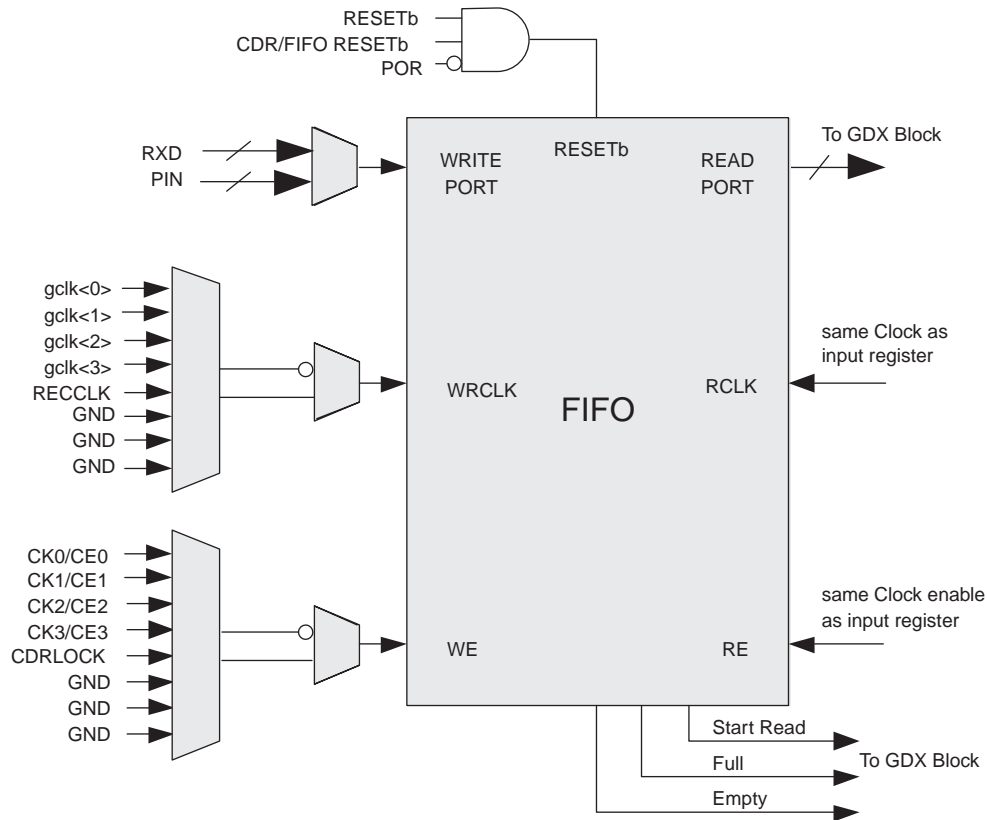 RESETb
CDR/FIFO RESETb
POR
RXD
PIN
WRITE
PORT
RESETb
READ
PORT
To GDX Block
gclk<0>
gclk<1>
gclk<2>
gclk<3>
RECCLK
GND
GND
GND
WRCLK
FIFO
RCLK
same Clock as
input register
CK0/CE0
CK1/CE1
CK2/CE2
CK3/CE3
CDRLOCK
GND
GND
GND
WE
RE
same Clock enable
as input register
Start Read
Full
Empty
To GDX Block